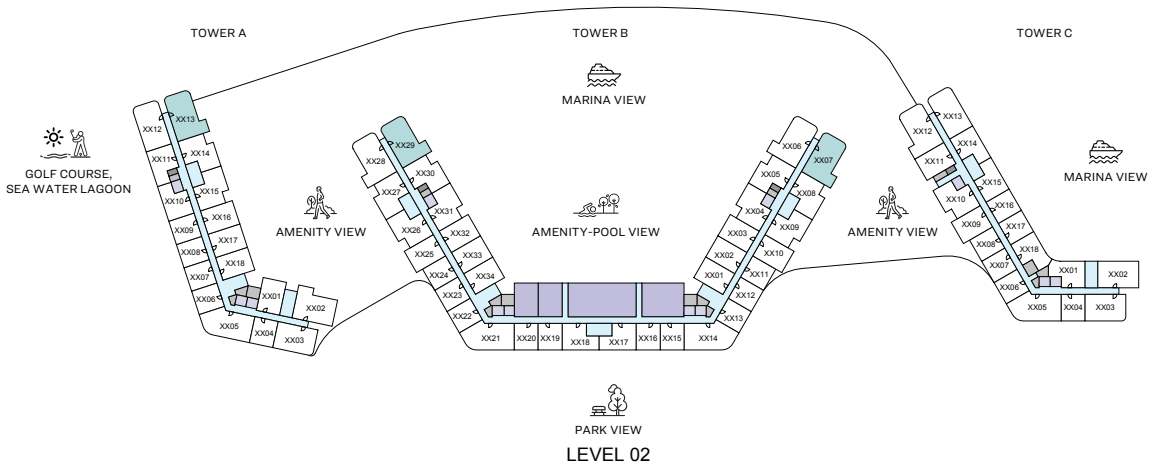 TOWER A
TOWER B
TOWER C
MARINA VIEW
GOLF COURSE,
SEA WATER LAGOON
AMENITY VIEW
AMENITY-POOL VIEW
AMENITY VIEW
MARINA VIEW
XX12
XX13
XX11
XX14
XX10
XX15
XX09
XX16
XX08
XX17
XX07
XX18
XX06
XX01
XX02
XX05
XX04
XX03
XX28
XX29
XX27
XX30
XX26
XX31
XX25
XX32
XX24
XX33
XX23
XX34
XX22
XX21
XX20
XX19
XX18
XX17
XX16
XX15
XX14
XX06
XX07
XX05
XX08
XX04
XX09
XX03
XX10
XX02
XX11
XX01
XX12
XX13
XX12
XX13
XX11
XX14
XX10
XX15
XX09
XX16
XX08
XX17
XX07
XX18
XX06
XX01
XX02
XX05
XX04
XX03
PARK VIEW
LEVEL 02